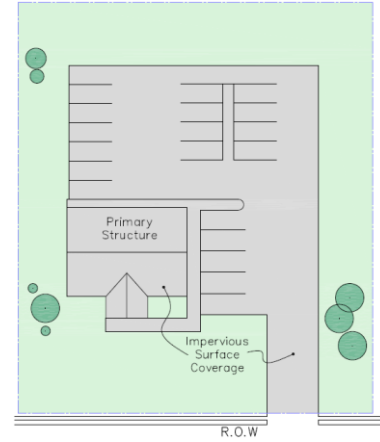 Primary
Structure
Impervious
Surface
Coverage
R.O.W